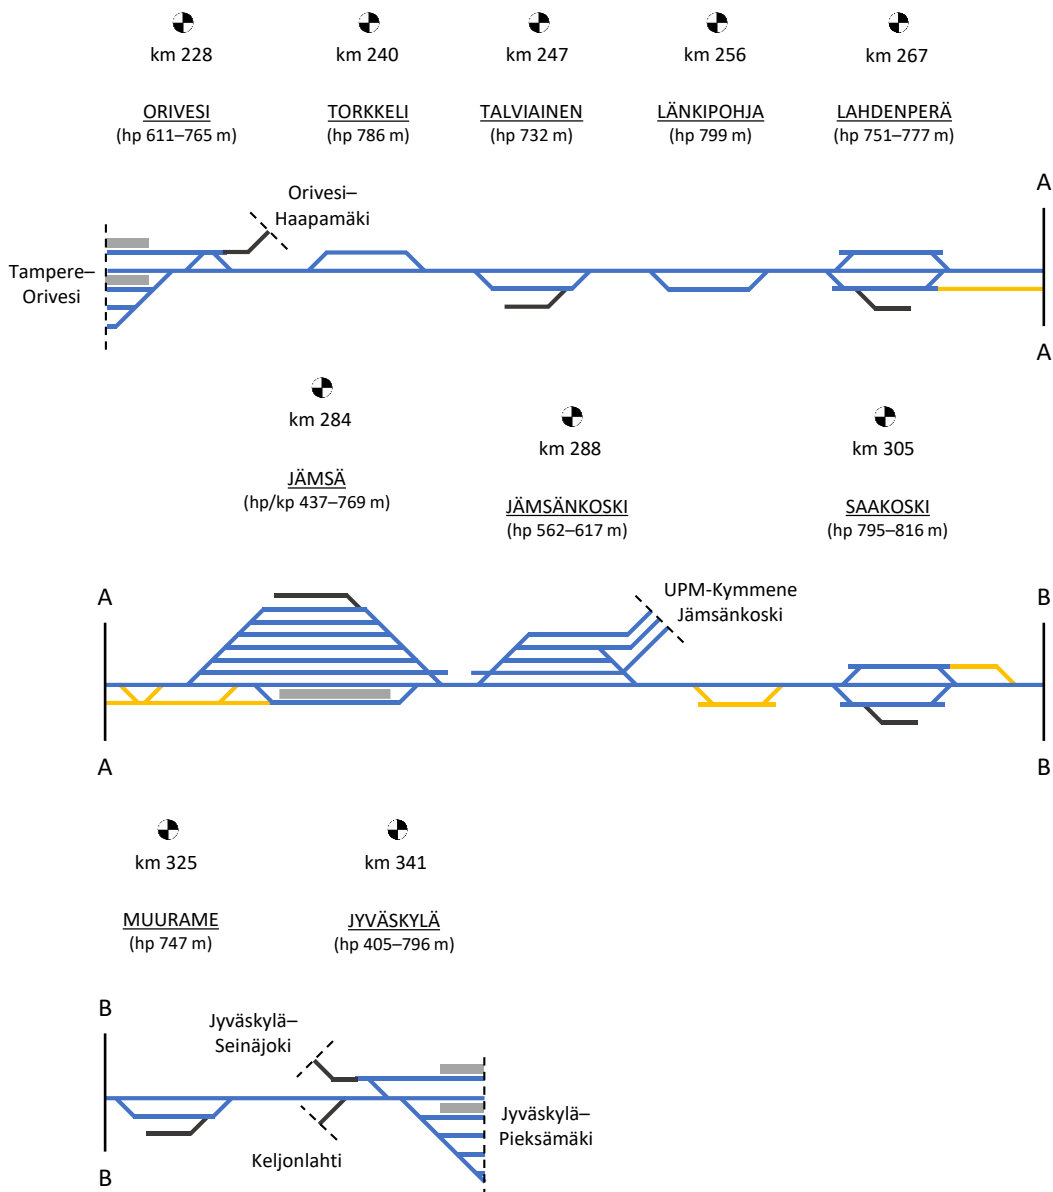 km 228
km 240
km 247
km 256
km 267
ORIVESI
(hp 611–765 m)
TORKKELI
(hp 786 m)
TALVIAINEN
(hp 732 m)
LÄNKIPOHJA
(hp 799 m)
LAHDENPERÄ
(hp 751–777 m)
A
Orivesi–
Haapamäki
Tampere–
Orivesi
A
km 284
km 288
km 305
JÄMSÄ
(hp/kp 437–769 m)
JÄMSÄNKOSKI
(hp 562–617 m)
SAAKOSKI
(hp 795–816 m)
A
UPM-Kymmene
Jämsänkoski
B
A
B
km 325
km 341
MUURAME
(hp 747 m)
JYVÄSKYLÄ
(hp 405–796 m)
B
Jyväskylä–
Seinäjoki
Jyväskylä–
Pieksämäki
Keljonlahti
B